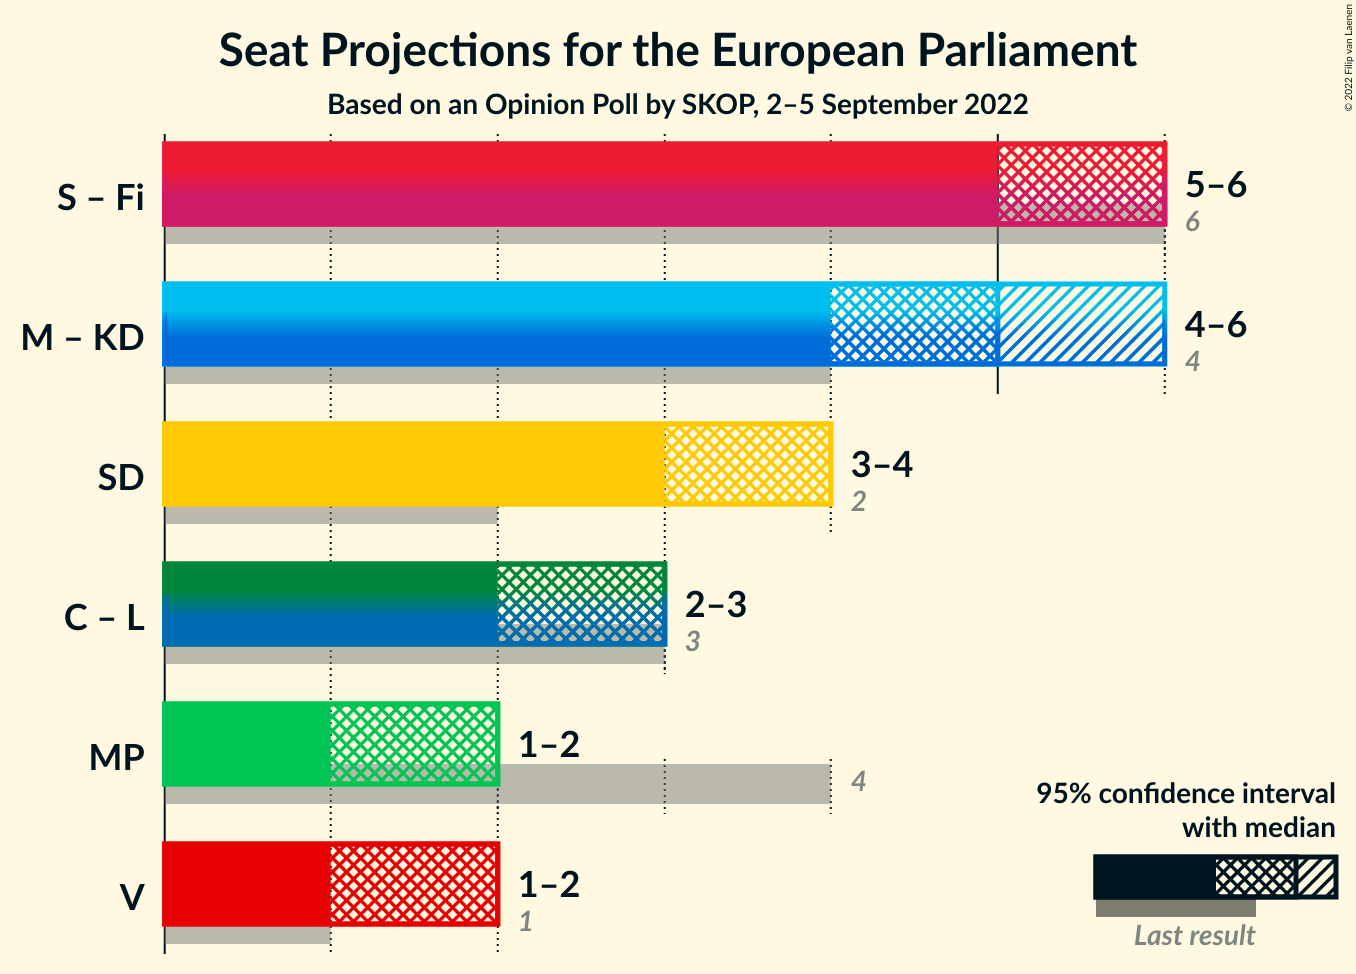 Seat Projections for the European Parliament
Based on an Opinion Poll by SKOP, 2–5 September 2022
© 2022 Filip van Laenen
S – Fi
5–6
6
M – KD
4–6
4
SD
3–4
2
C – L
2–3
3
MP
1–2
4
V
1–2
1
95% confidence interval
with median
Last result